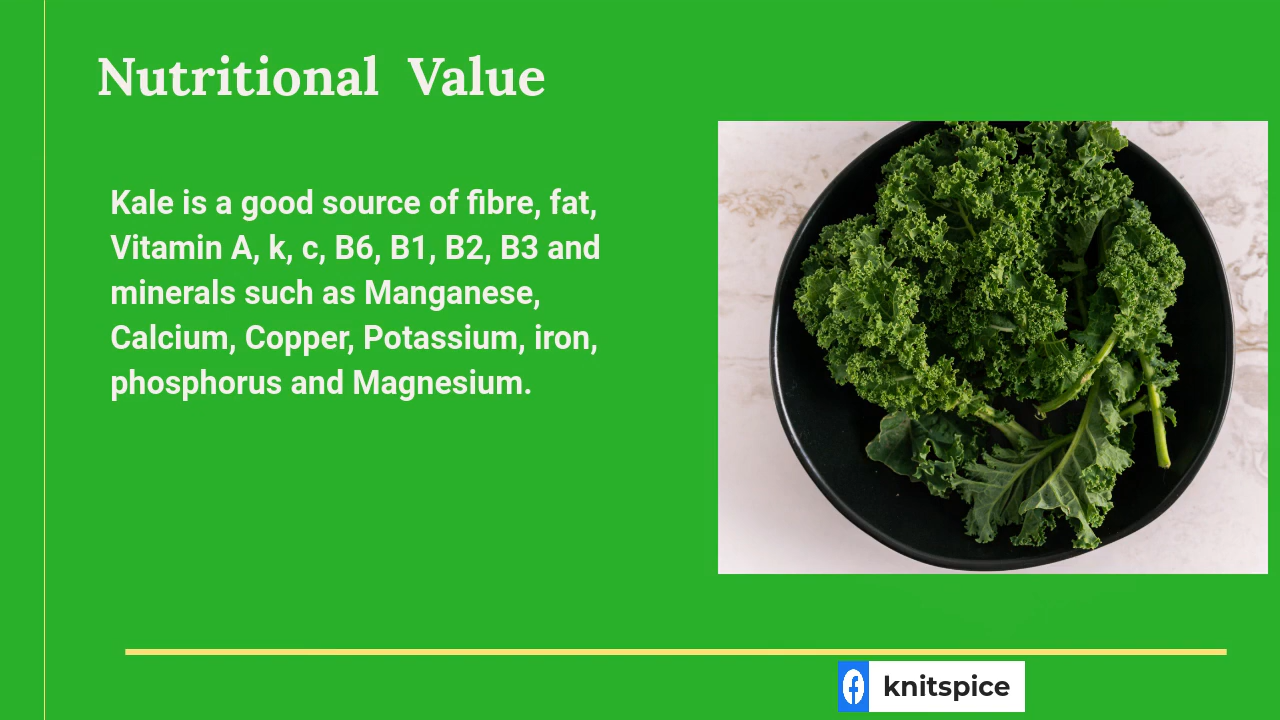 Nutritional Value
Kale is a good source of fibre, fat,
Vitamin A, k, c, B6, B1, B2, B3 and
minerals such as Manganese,
Calcium, Copper, Potassium, iron,
phosphorus and Magnesium.
knitspice